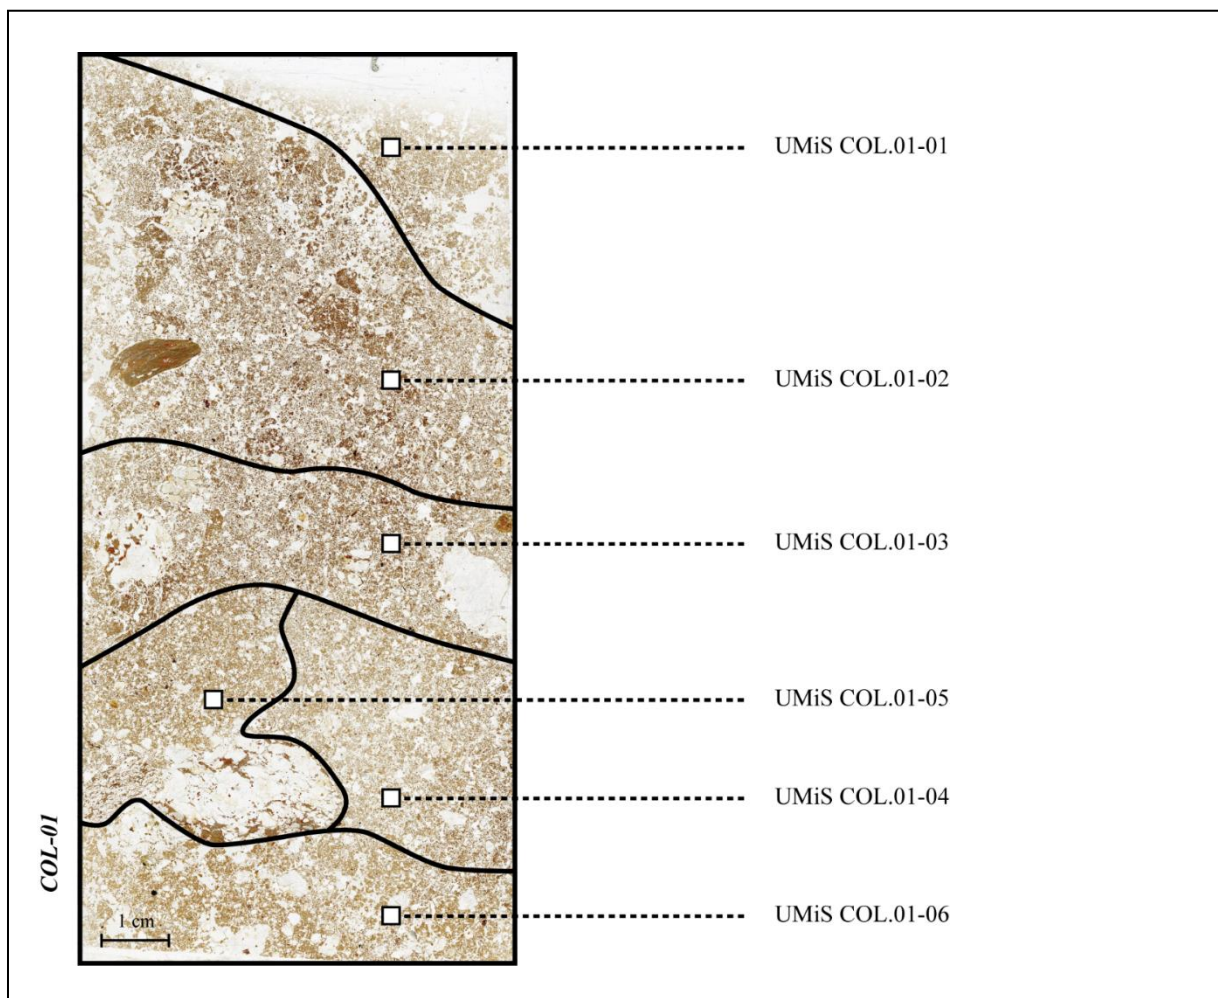 UMiS COL.01-01
UMiS COL.01-02
UMiS COL.01-03
UMiS COL.01-05
UMiS COL.01-04
COL-01
UMiS COL.01-06
1 cm